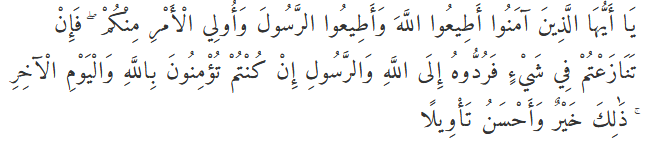 يَا أَيُّهَا الَّذِينَ آمَنُوا أَطِيعُوا اللَّهَ وَأَطِيعُوا الرَّسُولَ وَأُولِي الْأَمْرِ مِنْكُمْ ۖ فَإِنْ
تَنَازَعْتُمْ فِي شَيْءٍ فَرُدُّوهُ إِلَى اللَّهِ وَالرَّسُولِ إِنْ كُنْتُمْ تُؤْمِنُونَ بِاللَّهِ وَالْيَوْمِ الْآخِرِ
ۚ ذَٰلِكَ خَيْرٌ وَأَحْسَنُ تَأْوِيلًا